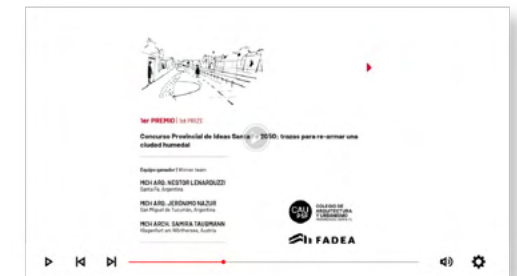 1er PREMIO | 1st PRIZE
Concurso Provincial de Ideas Santa 2050: trazos para re-armar una
ciudad humedal
Equipo ganador | Winner team
MCH ARQ. NESTOR LENARDUZZI
Santa Fe, Argentina
MCH ARQ. JERÓNIMO NAZUR
San Miguel de Tucumán, Argentina
MCH ARCH. SAMIRA TAUBMANN
Klagenfurt am Wörthersee, Austria
CAU
PSF
COLEGIO DE
ARQUITECTURA
Y URBANISMO
FADEA